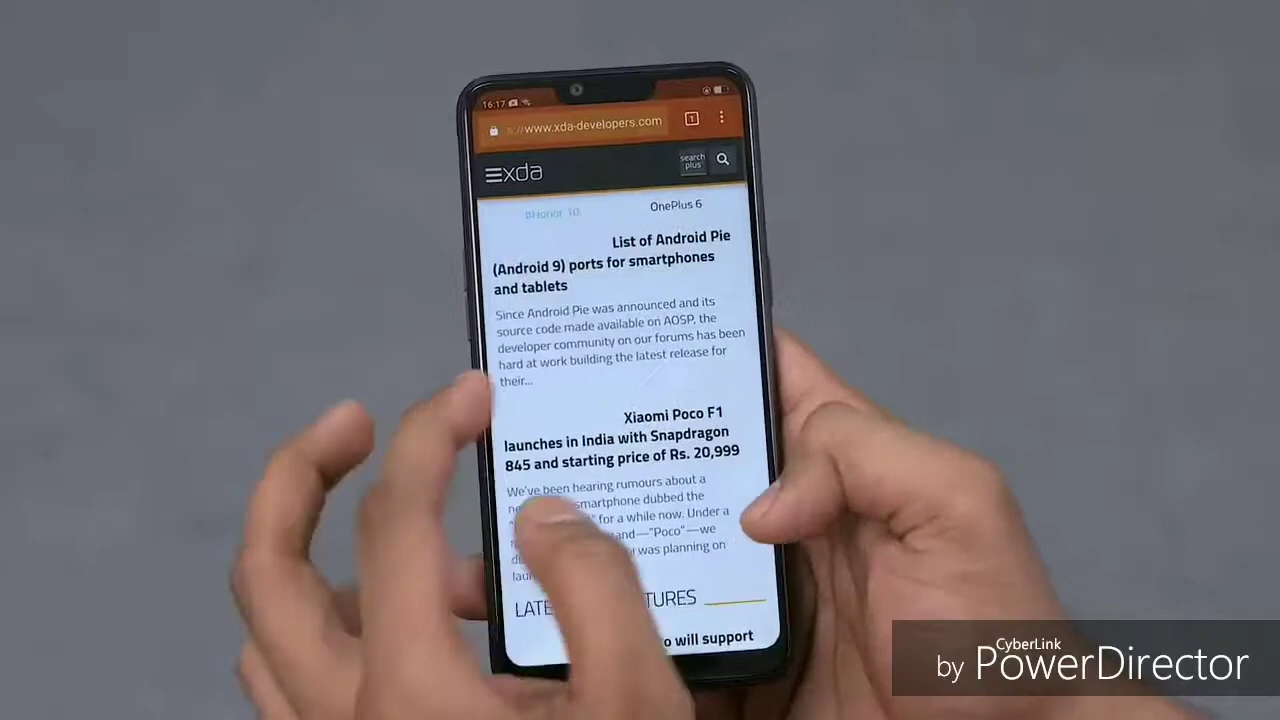 16:17
://www.xda-developers.com
1
xda
search
plus
#Honor 10
OnePlus 6
List of Android Pie
(Android 9) ports for smartphones
and tablets
Since Android Pie was announced and its
source code made available on AOSP, the
developer community on our forums has been
hard at work building the latest release for
their...
Xiaomi Poco F1
launches in India with Snapdragon
845 and starting price of Rs. 20,999
We've been hearing rumours about a
smartphone dubbed the
for a while now. Under a
—"Poco"—we
was planning on
LATE TURES
will support
CyberLink
by PowerDirector